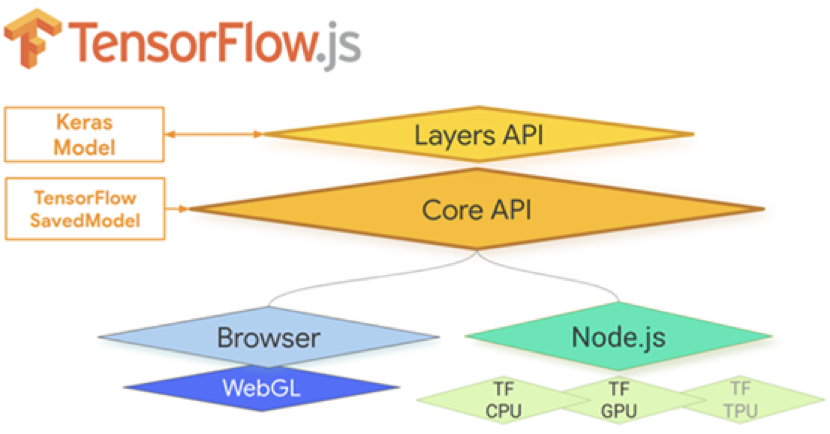 TensorFlow.js
Keras
Model
Layers API
TensorFlow
SavedModel
Core API
Browser
Node.js
WebGL
TF
CPU
TF
GPU
TF
TPU